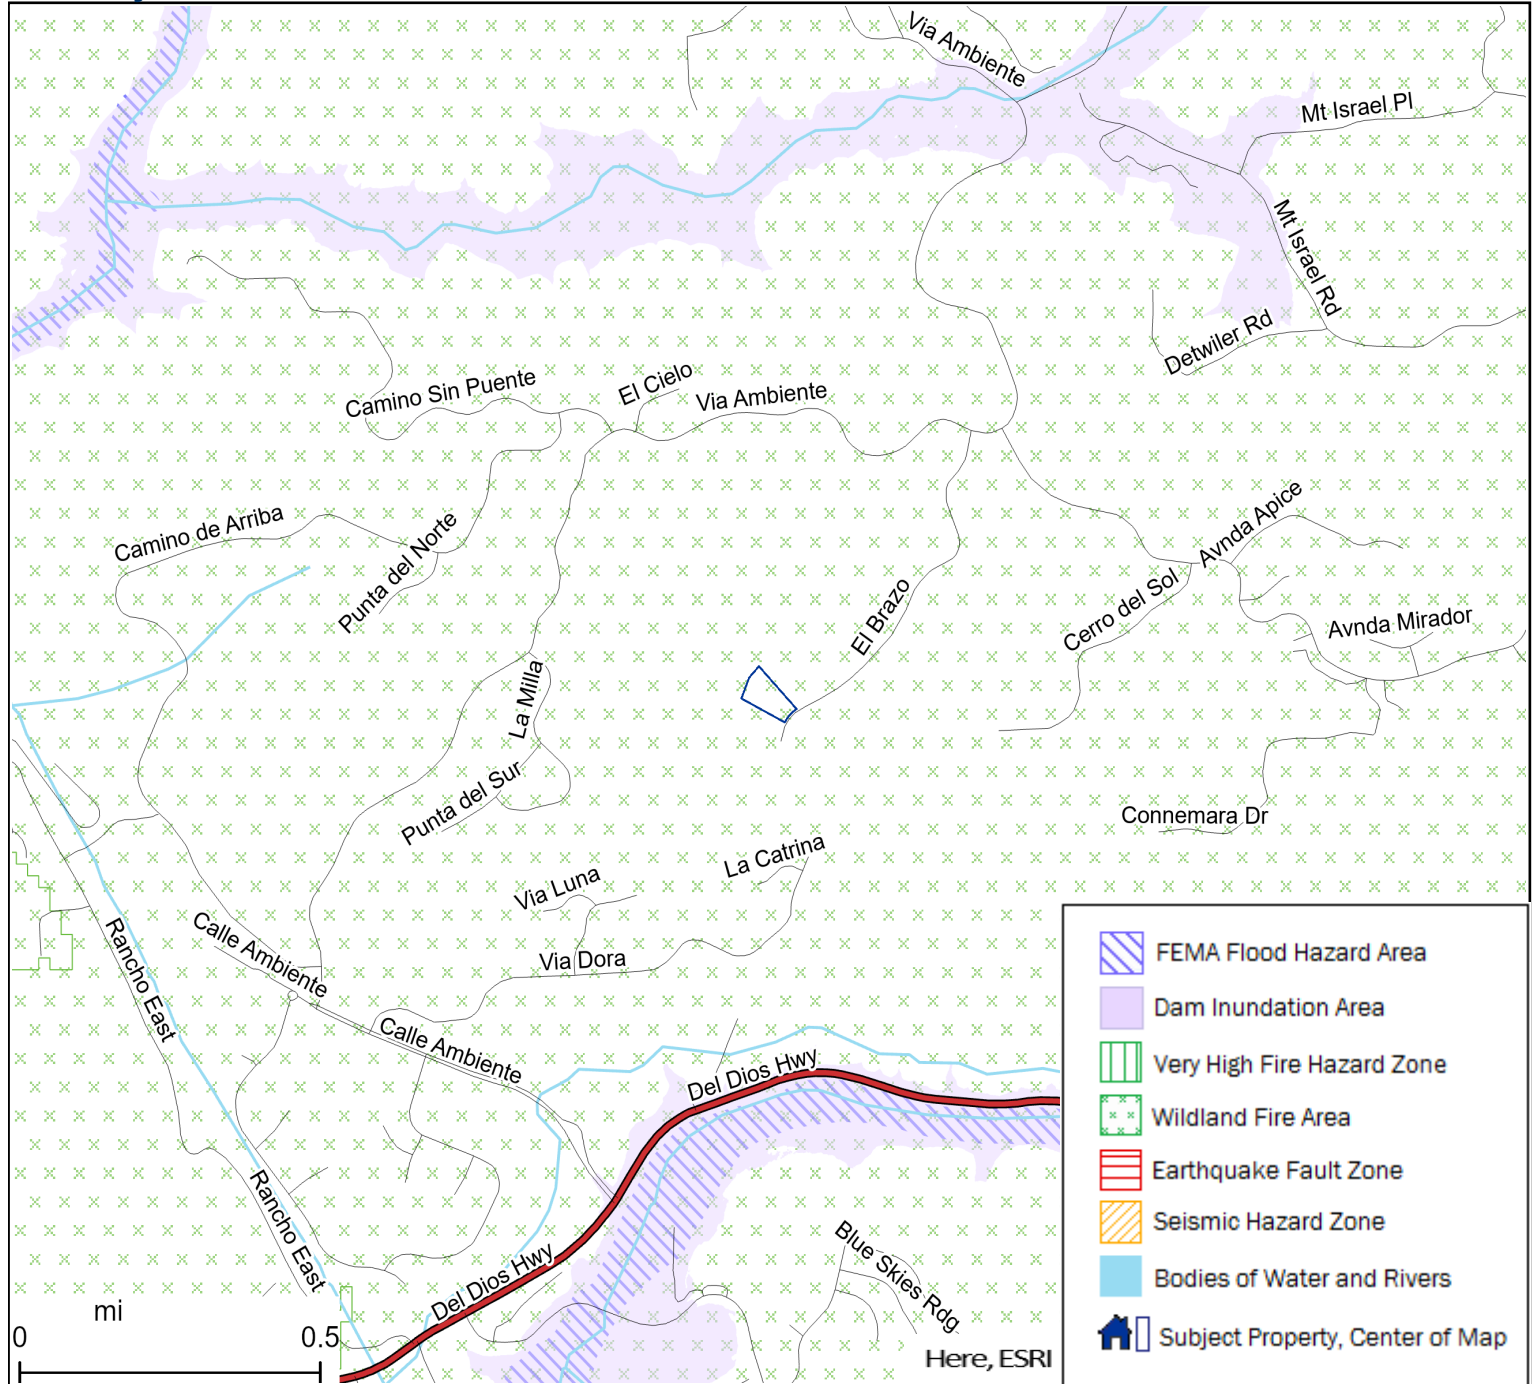 Via Ambiente
Mt Israel Pl
Mt Israel Rd
Detwiler Rd
Camino Sin Puente
El Cielo
Via Ambiente
Camino de Arriba
Punta del Norte
Avnda Apice
Cerro del Sol
El Brazo
Avnda Mirador
La Milla
Punta del Sur
Connemara Dr
La Catrina
Via Luna
Calle Ambiente
Via Dora
Rancho East
Calle Ambiente
Del Dios Hwy
Rancho East
Del Dios Hwy
Blue Skies Rdg
mi
0 0.5
Here, ESRI
FEMA Flood Hazard Area
Dam Inundation Area
Very High Fire Hazard Zone
Wildland Fire Area
Earthquake Fault Zone
Seismic Hazard Zone
Bodies of Water and Rivers
Subject Property, Center of Map